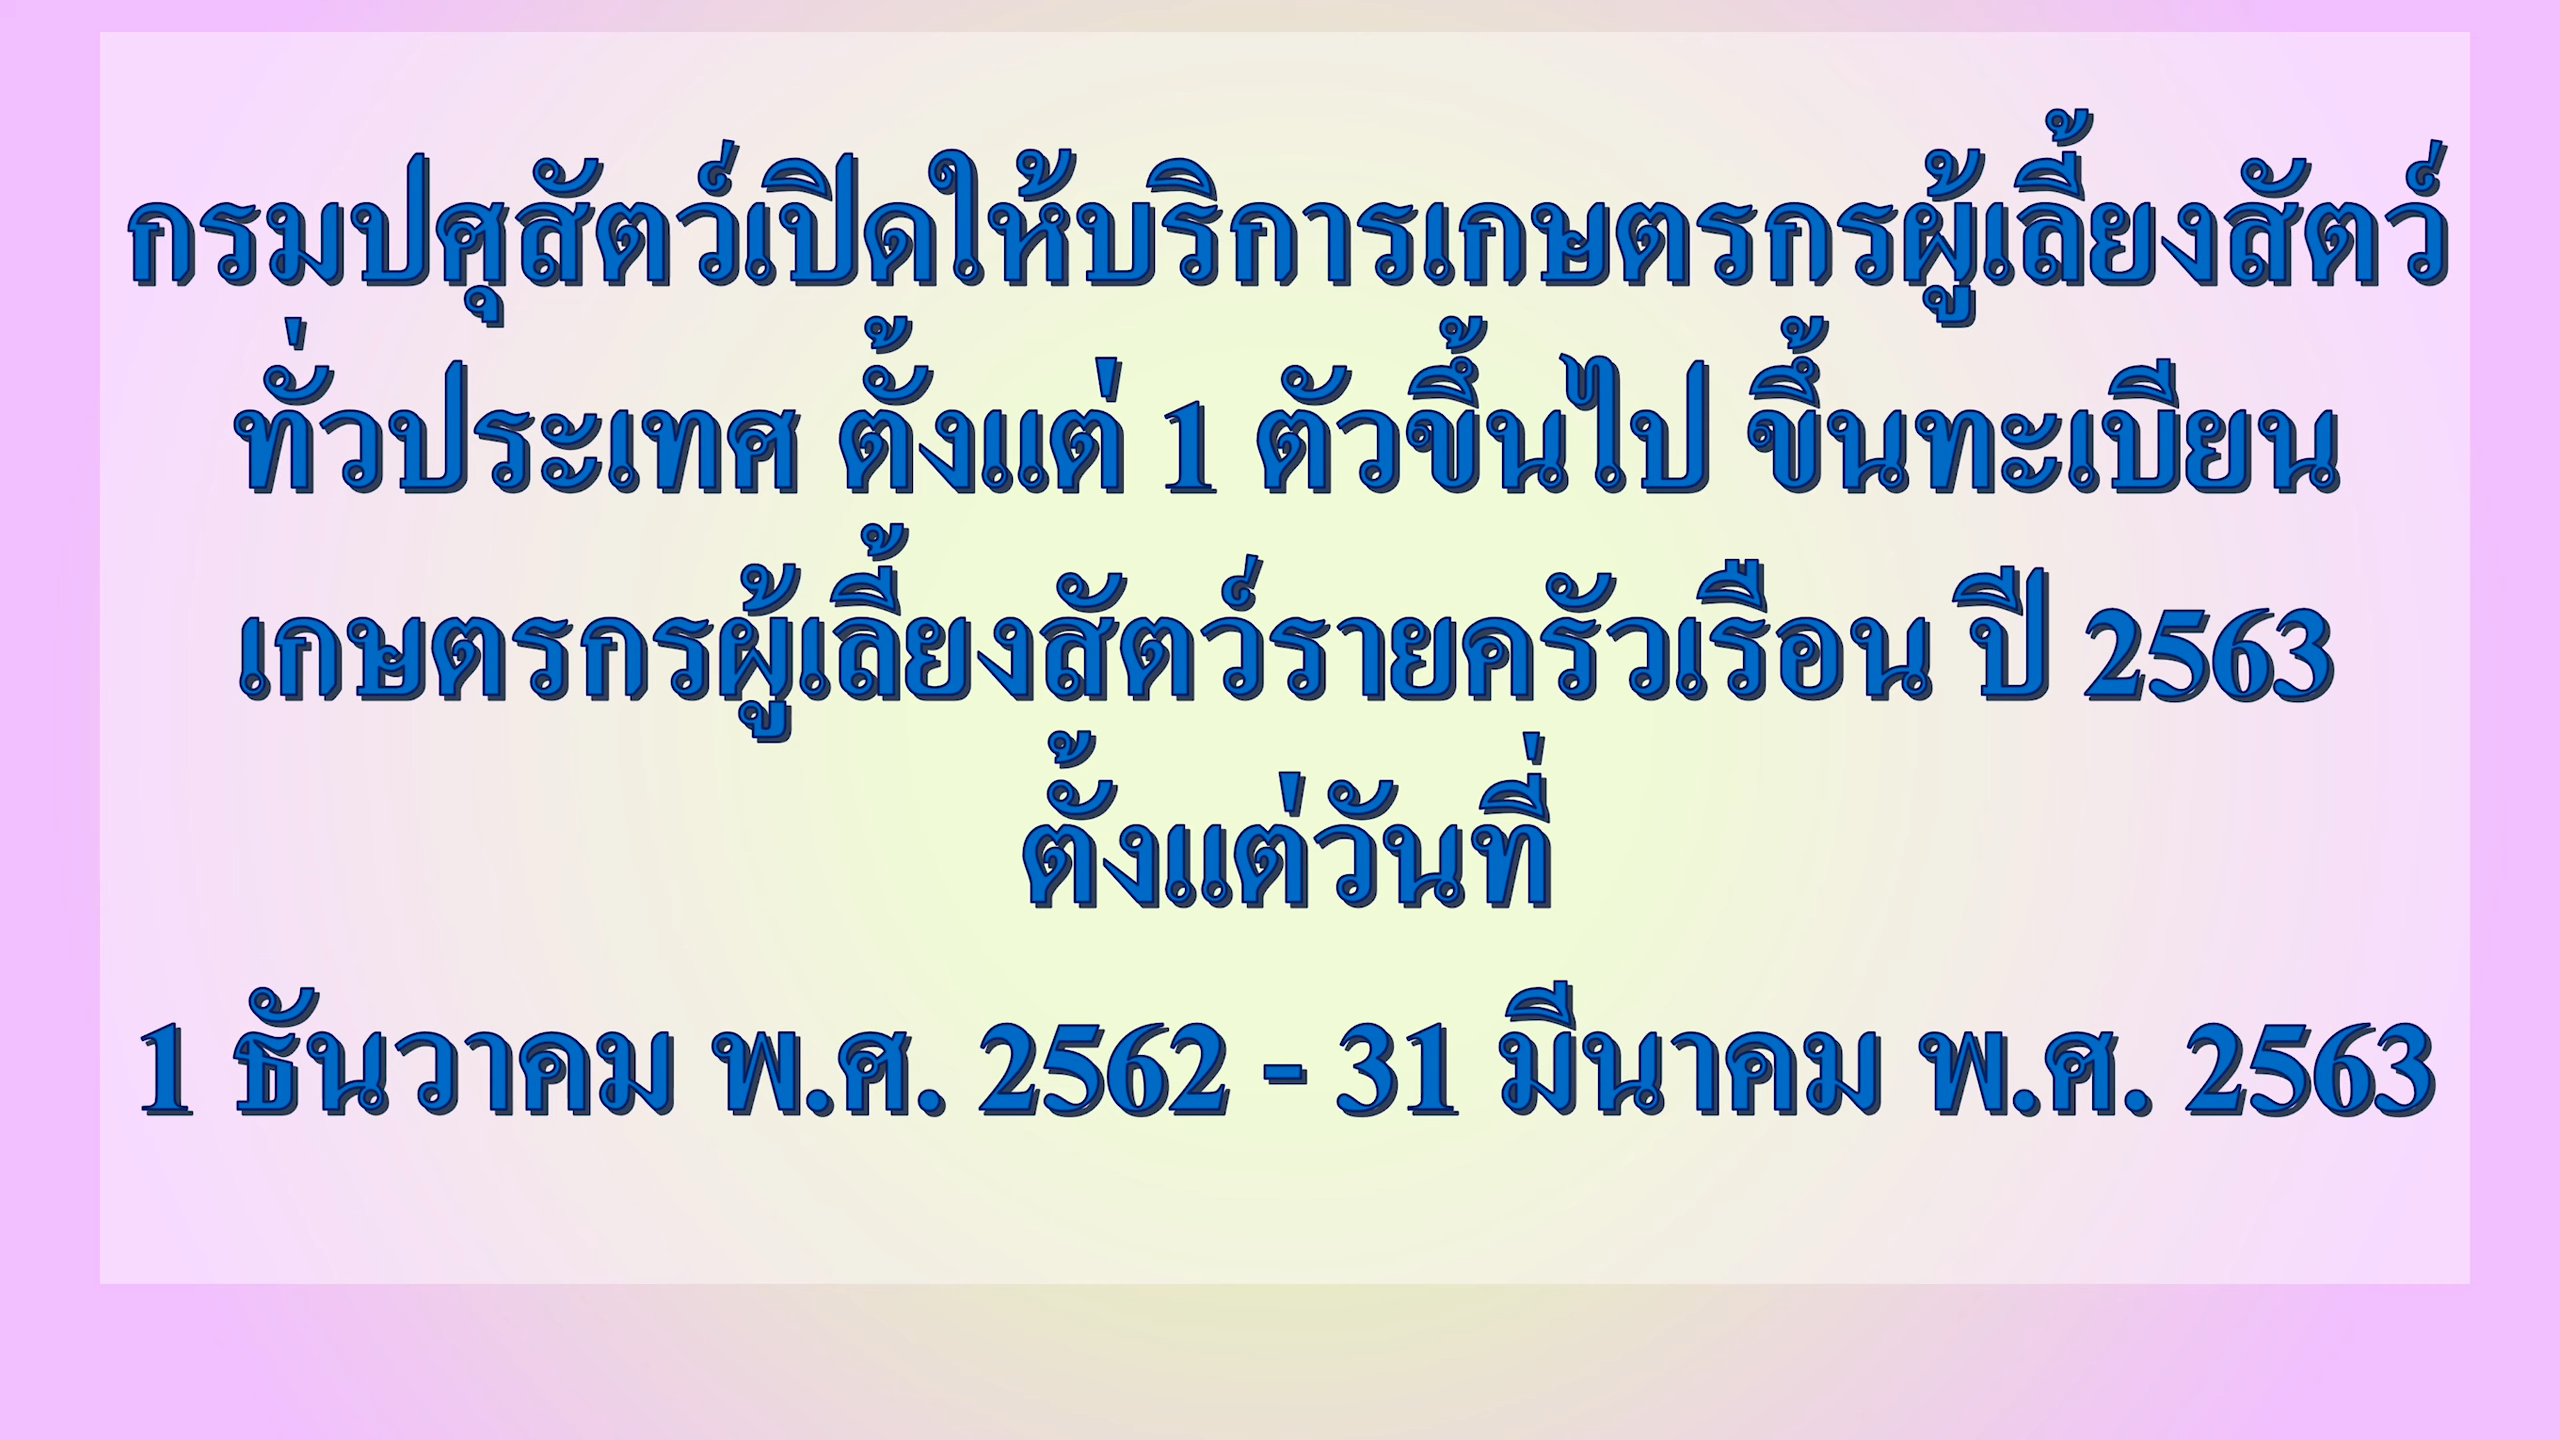 กรมปศุสัตว์เปิดให้บริการเกษตรกรผู้เลี้ยงสัตว์
ทั่วประเทศ ตั้งแต่ 1 ตัวขึ้นไป ขึ้นทะเบียน
เกษตรกรผู้เลี้ยงสัตว์รายครัวเรือน ปี 2563
ตั้งแต่วันที่
1 ธันวาคม พ.ศ. 2562 - 31 มีนาคม พ.ศ. 2563